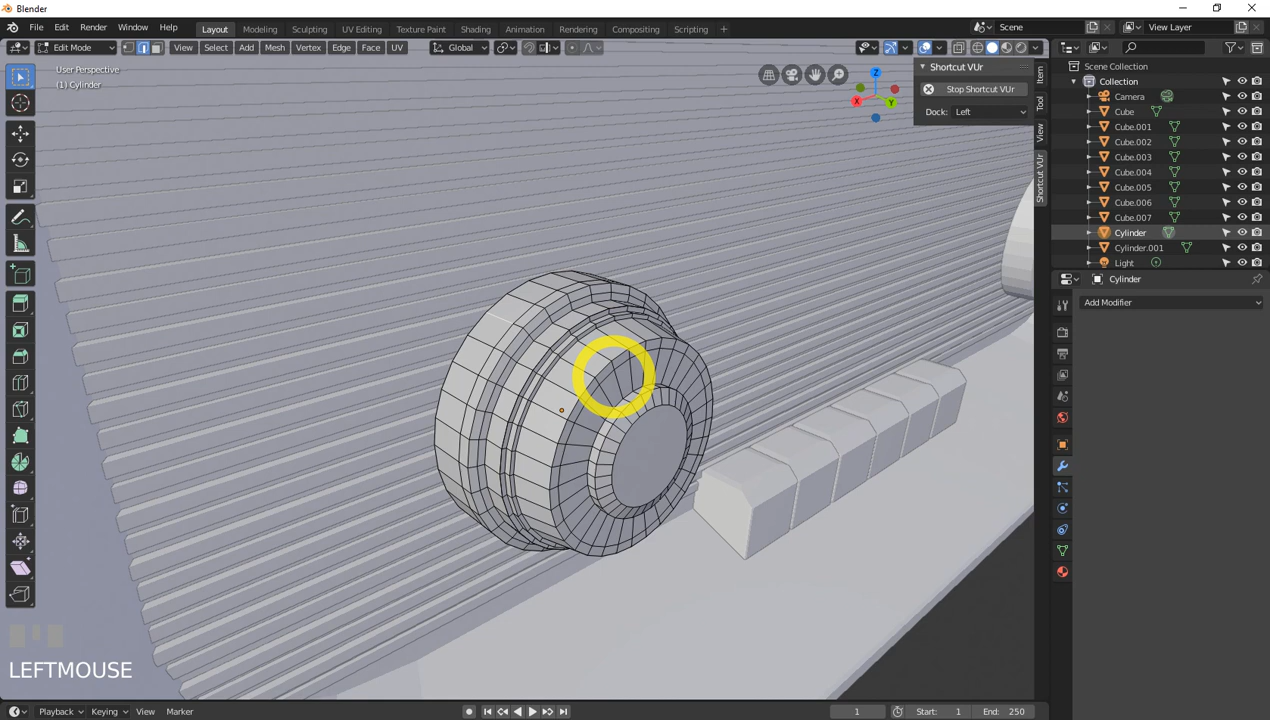 Blender
File Edit Render Window Help Layout Modeling Sculpting UV Editing Texture Paint Shading Animation Rendering Compositing Scripting + Scene View Layer
Edit Mode View Select Add Mesh Vertex Edge Face UV Global
User Perspective
(1) Cylinder
Z
X
Y
Shortcut VUr
Stop Shortcut VUr
Dock: Left
Item
Tool
View
Shortcut VUr
Scene Collection
Collection
Camera
Cube
Cube.001
Cube.002
Cube.003
Cube.004
Cube.005
Cube.006
Cube.007
Cylinder
Cylinder.001
Light
Cylinder
Add Modifier
LEFTMOUSE
Playback Keying View Marker 1 Start: 1 End: 250